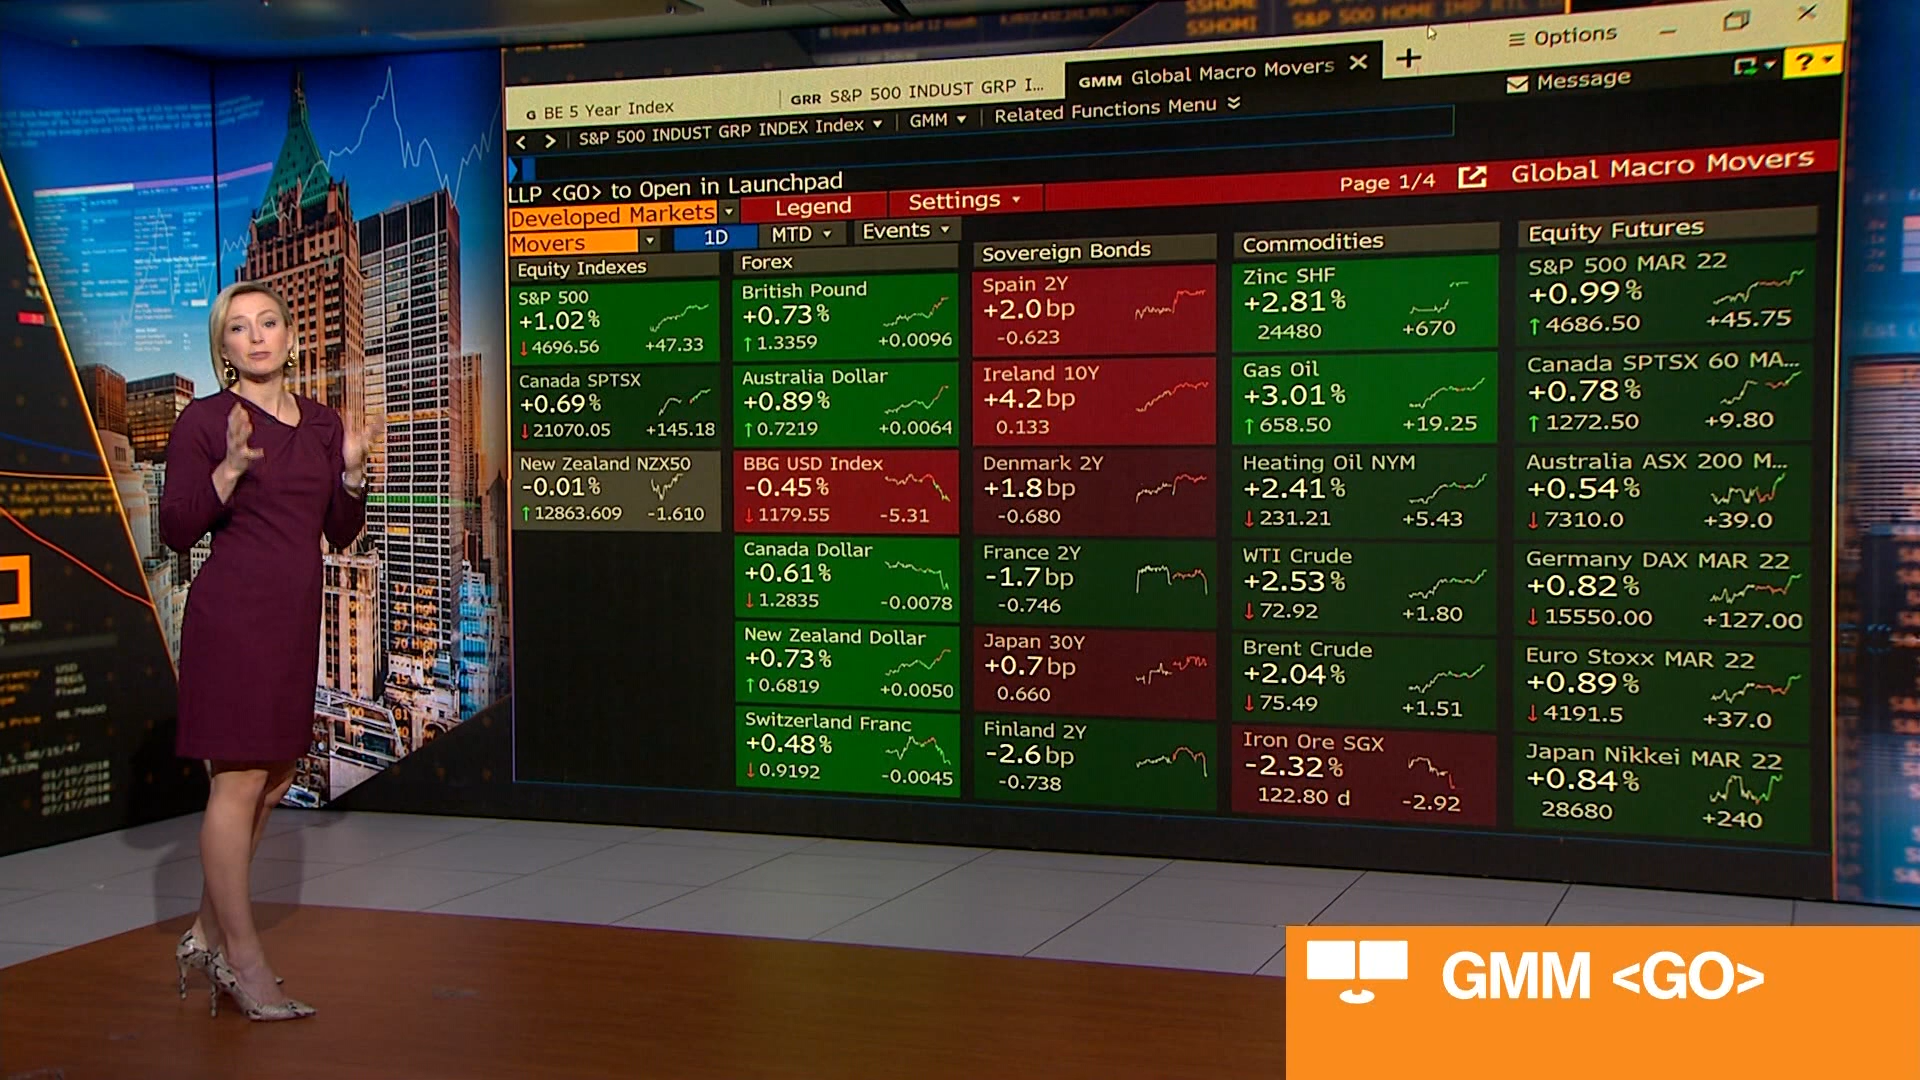 Options
G BE 5 Year Index
GRR S&P 500 INDUST GRP I...
GMM Global Macro Movers
S&P 500 INDUST GRP INDEX Index
GMM
Related Functions Menu
Message
?
LLP <GO> to Open in Launchpad
Page 1/4
Global Macro Movers
Developed Markets
Legend
Settings
Movers
1D
MTD
Events
Equity Indexes
S&P 500
+1.02%
↓4696.56 +47.33
Canada SPTSX
+0.69%
↓21070.05 +145.18
New Zealand NZX50
-0.01%
↑12863.609 -1.610
Forex
British Pound
+0.73%
↑1.3359 +0.0096
Australia Dollar
+0.89%
↑0.7219 +0.0064
BBG USD Index
-0.45%
↓1179.55 -5.31
Canada Dollar
+0.61%
↓1.2835 -0.0078
New Zealand Dollar
+0.73%
↑0.6819 +0.0050
Switzerland Franc
+0.48%
↓0.9192 -0.0045
Sovereign Bonds
Spain 2Y
+2.0 bp
-0.623
Ireland 10Y
+4.2 bp
0.133
Denmark 2Y
+1.8 bp
-0.680
France 2Y
-1.7 bp
-0.746
Japan 30Y
+0.7 bp
0.660
Finland 2Y
-2.6 bp
-0.738
Commodities
Zinc SHF
+2.81%
24480 +670
Gas Oil
+3.01%
↑658.50 +19.25
Heating Oil NYM
+2.41%
↓231.21 +5.43
WTI Crude
+2.53%
↓72.92 +1.80
Brent Crude
+2.04%
↓75.49 +1.51
Iron Ore SGX
-2.32%
122.80 d -2.92
Equity Futures
S&P 500 MAR 22
+0.99%
↑4686.50 +45.75
Canada SPTSX 60 MA...
+0.78%
↑1272.50 +9.80
Australia ASX 200 M...
+0.54%
↓7310.0 +39.0
Germany DAX MAR 22
+0.82%
↓15550.00 +127.00
Euro Stoxx MAR 22
+0.89%
↓4191.5 +37.0
Japan Nikkei MAR 22
+0.84%
28680 +240
GMM <GO>